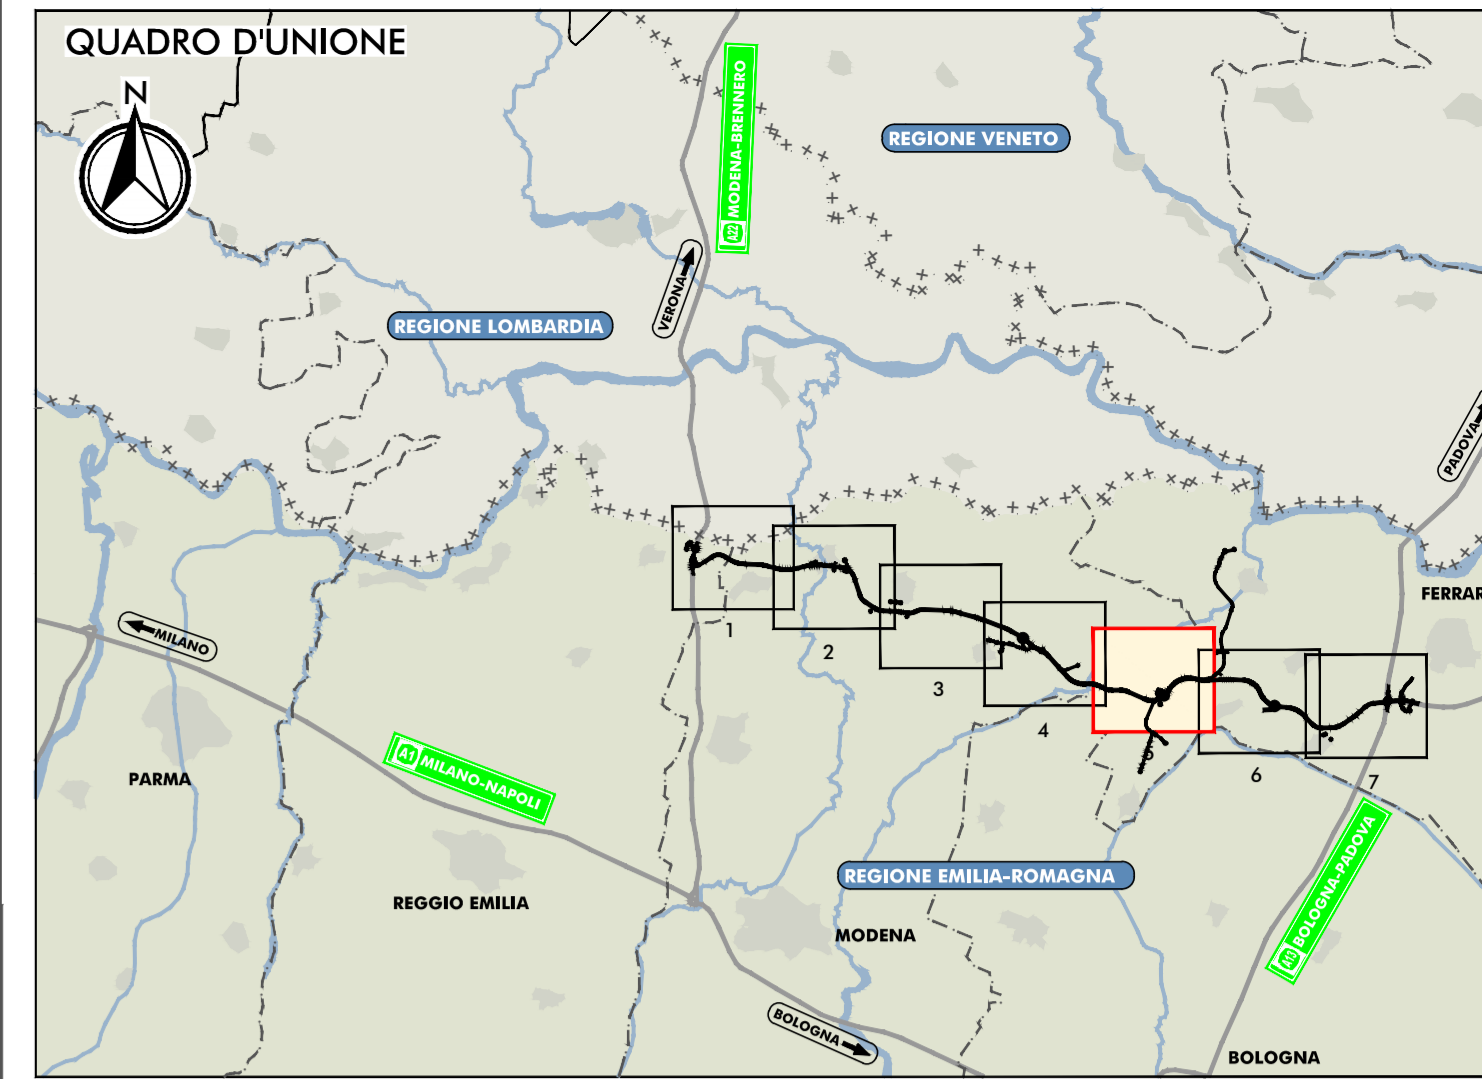 QUADRO D'UNIONE
N
A22 MODENA-BRENNERO
REGIONE VENETO
VERONA
REGIONE LOMBARDIA
PADOVA
FERRAR
MILANO
1
2
3
4
5
6
7
PARMA
A1 MILANO-NAPOLI
REGGIO EMILIA
REGIONE EMILIA-ROMAGNA
MODENA
A13 BOLOGNA-PADOVA
BOLOGNA
BOLOGNA